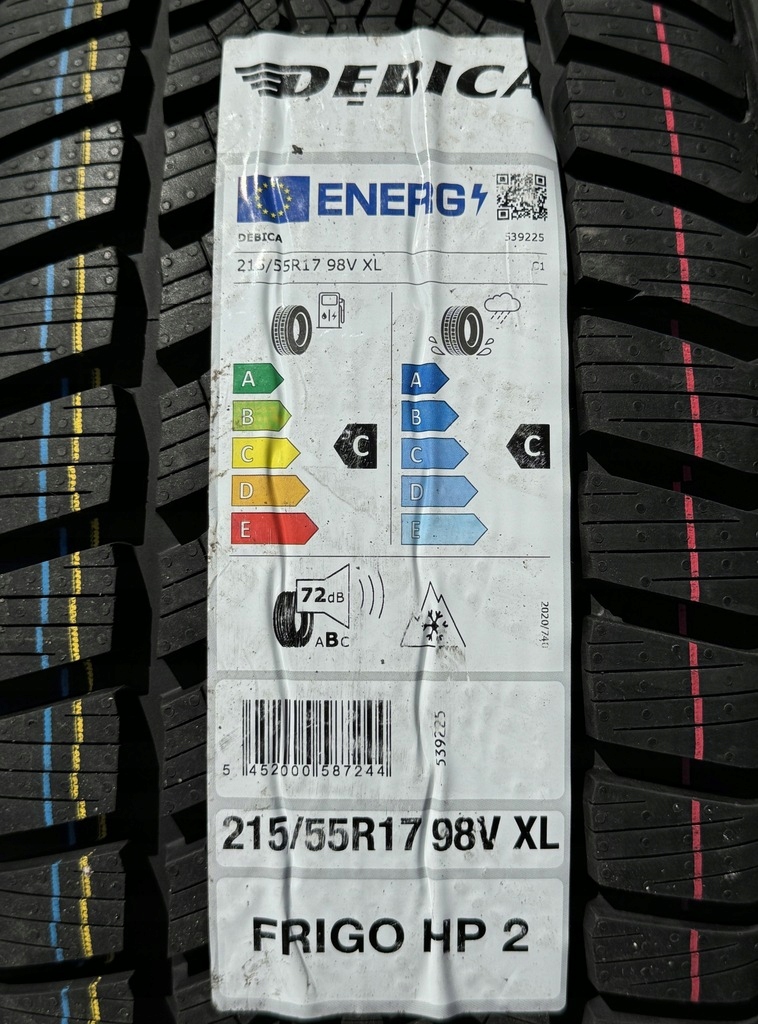 DĘBICA
ENERG
DĘBICA 539225
215/55R17 98V XL C1
A A
B B
C C C C
D D
E E
72dB
ABC
2020/740
5 452000 587244
539225
215/55R17 98V XL
FRIGO HP 2